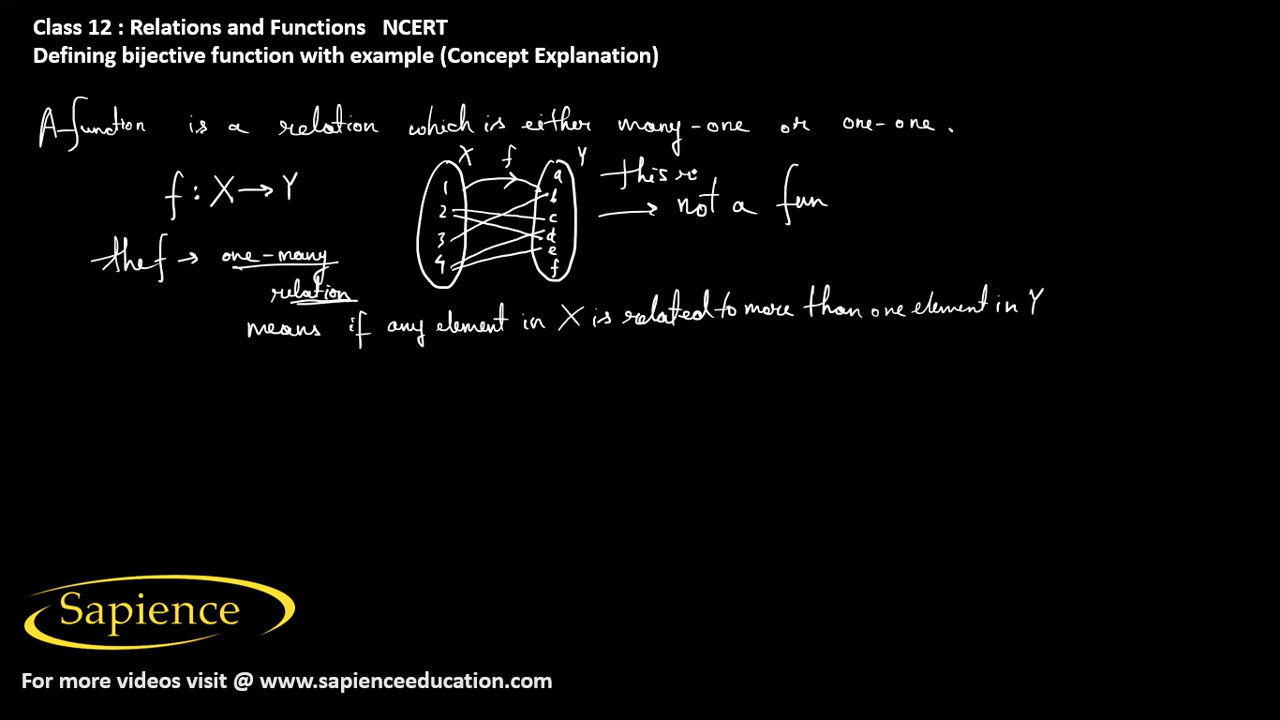 Class 12 : Relations and Functions NCERT
Defining bijective function with example (Concept Explanation)
A function is a relation which is either many-one or one-one.
X f Y
f : X → Y
1
2
3
4
a
b
c
d
e
f
this is
→ not a fun
the f → one-many
relation
means if any element in X is related to more than one element in Y
Sapience
For more videos visit @ www.sapienceeducation.com